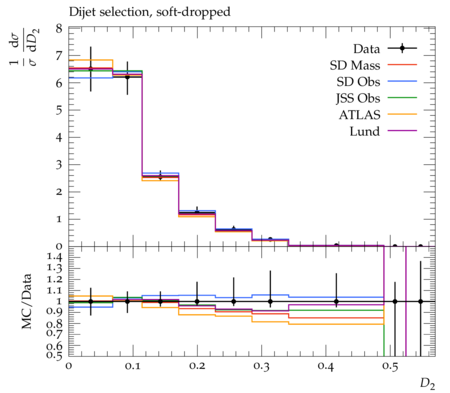 Dijet selection, soft-dropped
1/σ dσ/dD₂
8
7
6
5
4
3
2
1
0
Data
SD Mass
SD Obs
JSS Obs
ATLAS
Lund
MC/Data
1.4
1.3
1.2
1.1
1
0.9
0.8
0.7
0.6
0.5
0 0.1 0.2 0.3 0.4 0.5
D₂